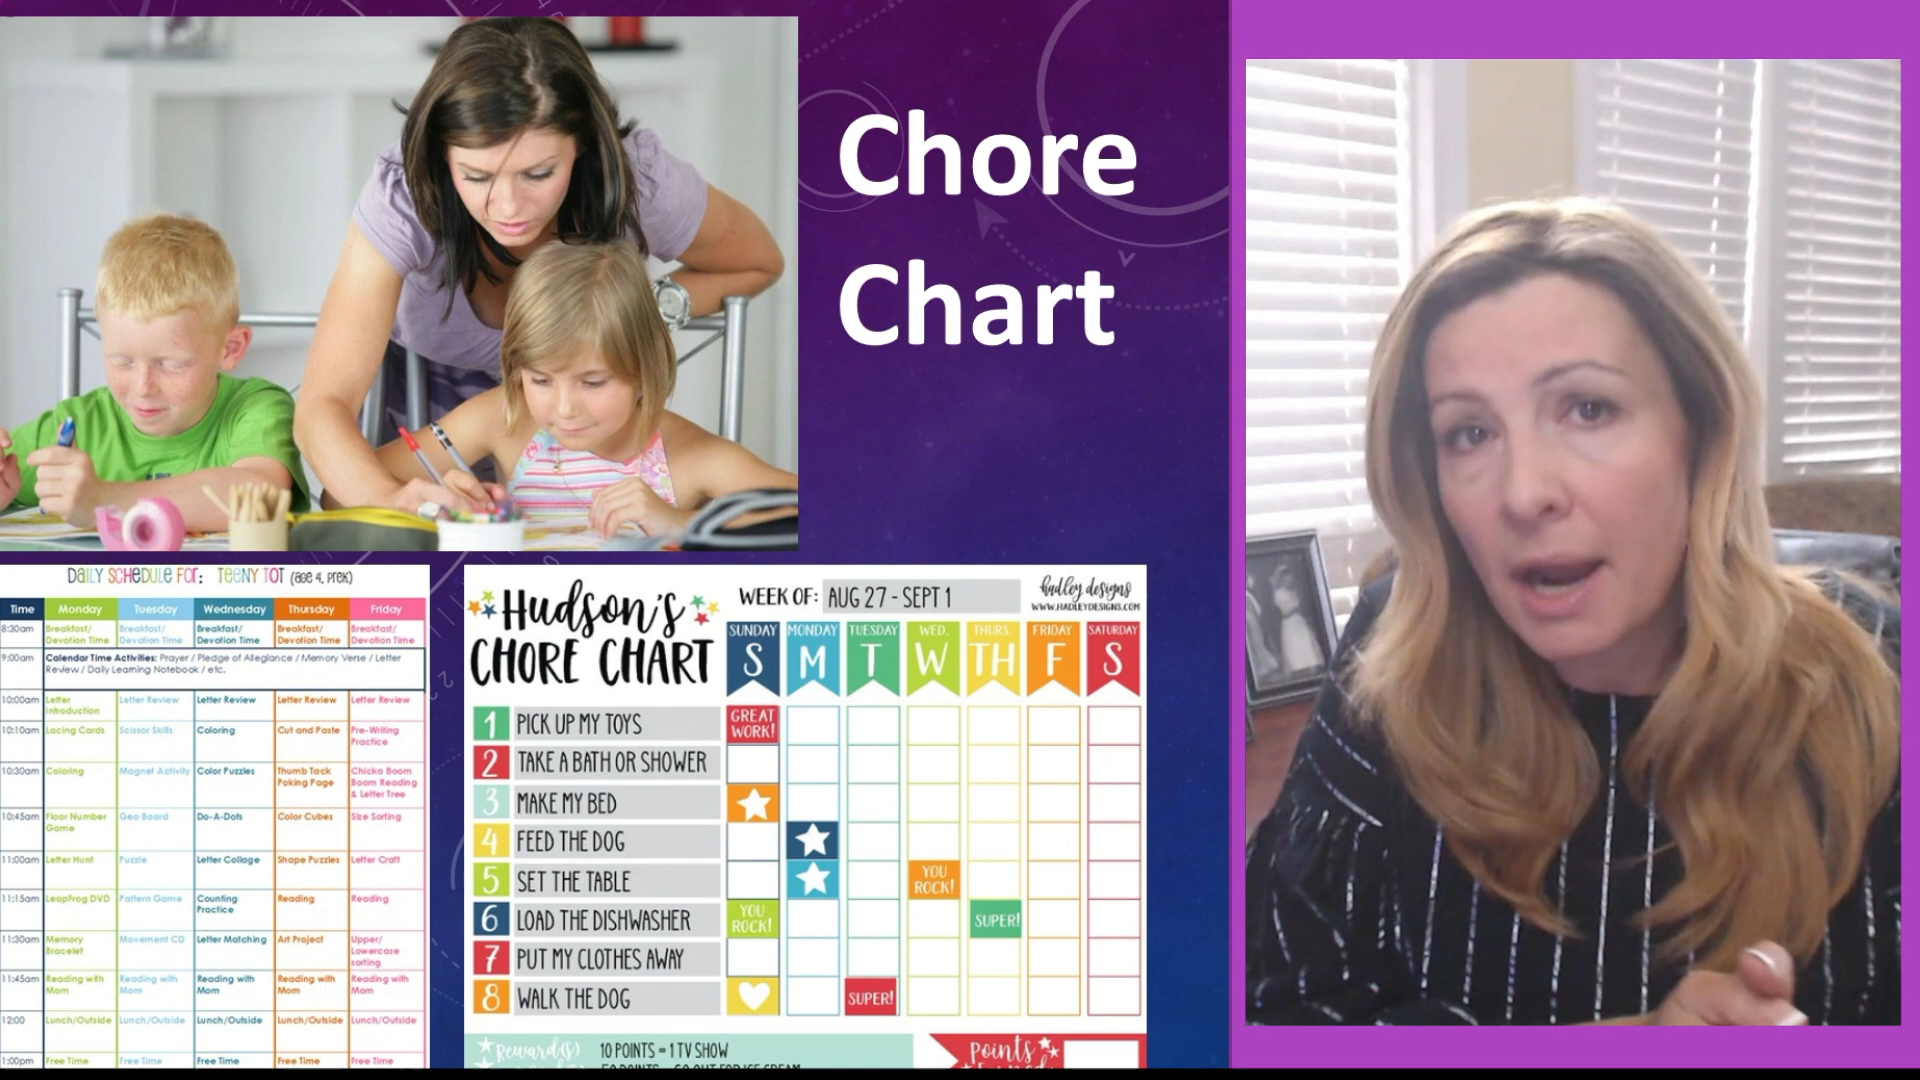 Chore
Chart
DAILY SCHEDULE FOR: TEENY TOT (age 4, PreK)
Time Monday Tuesday Wednesday Thursday Friday
8:30am Breakfast/ Devotion Time Breakfast/ Devotion Time Breakfast/ Devotion Time Breakfast/ Devotion Time Breakfast/ Devotion Time
9:00am Calendar Time Activities: Prayer / Pledge of Allegiance / Memory Verse / Letter
Review / Daily Learning Notebook / etc.
10:00am Letter Introduction Letter Review Letter Review Letter Review Letter Review
10:10am Lacing Cards Scissor Skills Coloring Cut and Paste Pre-Writing Practice
10:30am Coloring Magnet Activity Color Puzzles Thumb Tack Poking Page Chicka Boom Boom Reading & Letter Tree
10:45am Floor Number Game Geo Board Do-A-Dots Color Cubes Size Sorting
11:00am Letter Hunt Puzzle Letter Collage Shape Puzzles Letter Craft
11:15am Leapfrog DVD Pattern Game Counting Practice Reading Reading
11:30am Memory Bracelet Movement CD Letter Matching Art Project Upper/ Lowercase sorting
11:45am Reading with Mom Reading with Mom Reading with Mom Reading with Mom Reading with Mom
12:00 Lunch/Outside Lunch/Outside Lunch/Outside Lunch/Outside Lunch/Outside
1:00pm Free Time Free Time Free Time Free Time Free Time
Hudson's
CHORE CHART
WEEK OF: AUG 27 - SEPT 1
hadley designs
WWW.HADLEYDESIGNS.COM
SUNDAY MONDAY TUESDAY WED. THURS. FRIDAY SATURDAY
S M T W TH F S
1 PICK UP MY TOYS GREAT WORK!
2 TAKE A BATH OR SHOWER
3 MAKE MY BED
4 FEED THE DOG
5 SET THE TABLE YOU ROCK!
6 LOAD THE DISHWASHER YOU ROCK! SUPER!
7 PUT MY CLOTHES AWAY
8 WALK THE DOG SUPER!
Reward(s) 10 POINTS = 1 TV SHOW
Points